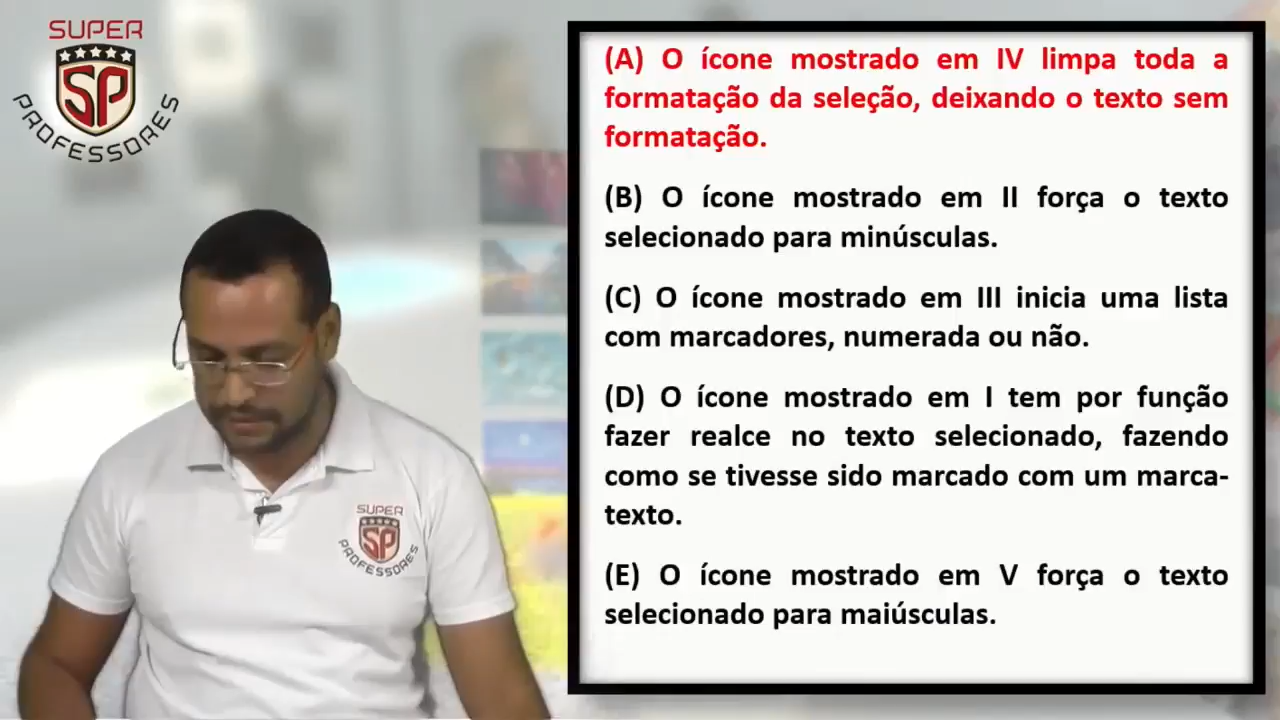 SUPER
SP
PROFESSORES
(A) O ícone mostrado em IV limpa toda a
formatação da seleção, deixando o texto sem
formatação.
(B) O ícone mostrado em II força o texto
selecionado para minúsculas.
(C) O ícone mostrado em III inicia uma lista
com marcadores, numerada ou não.
(D) O ícone mostrado em I tem por função
fazer realce no texto selecionado, fazendo
como se tivesse sido marcado com um marca-
texto.
(E) O ícone mostrado em V força o texto
selecionado para maiúsculas.
SUPER
SP
PROFESSORES